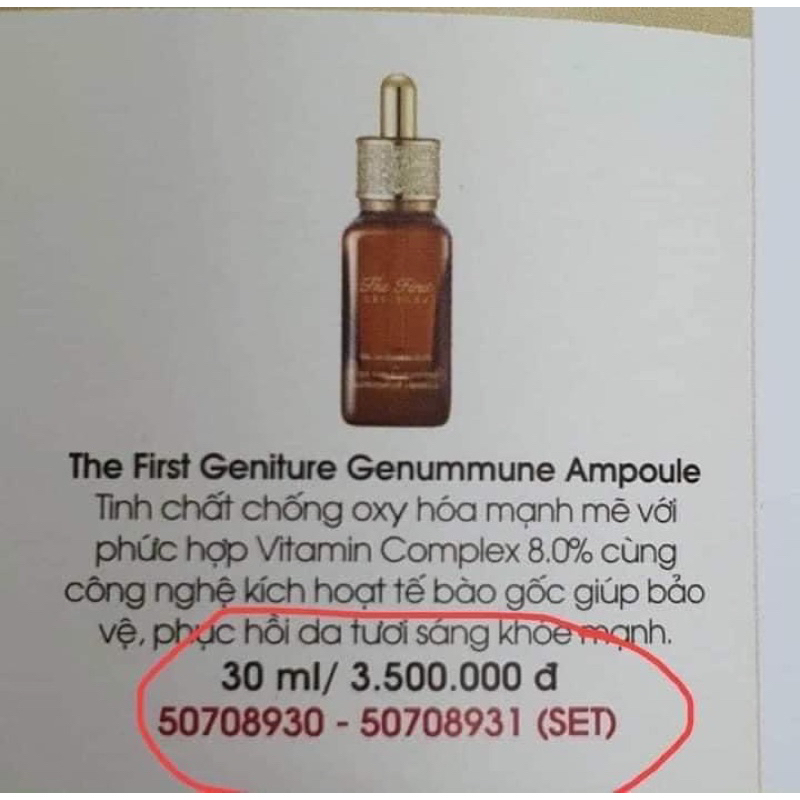 The First
The First Geniture Genummune Ampoule
Tinh chất chống oxy hóa mạnh mẽ với
phức hợp Vitamin Complex 8.0% cùng
công nghệ kích hoạt tế bào gốc giúp bảo
vệ, phục hồi da tươi sáng khỏe mạnh.
30 ml/ 3.500.000 đ
50708930 - 50708931 (SET)